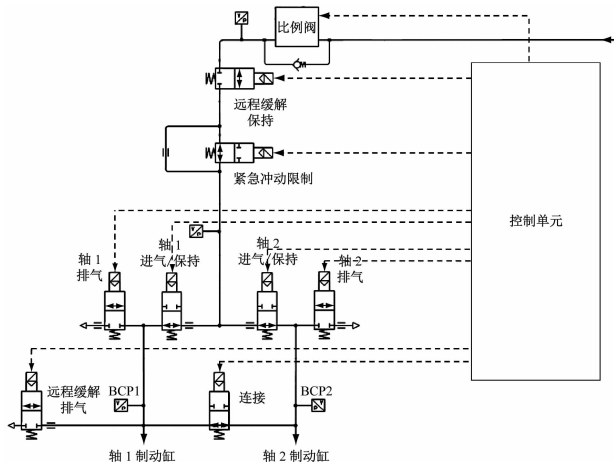 比例阀
远程缓解
保持
紧急冲动限制
控制单元
轴 1
排气
轴 1
进气/保持
轴 2
进气/保持
轴 2
排气
远程缓解
排气
BCP1
连接
BCP2
轴 1 制动缸
轴 2 制动缸